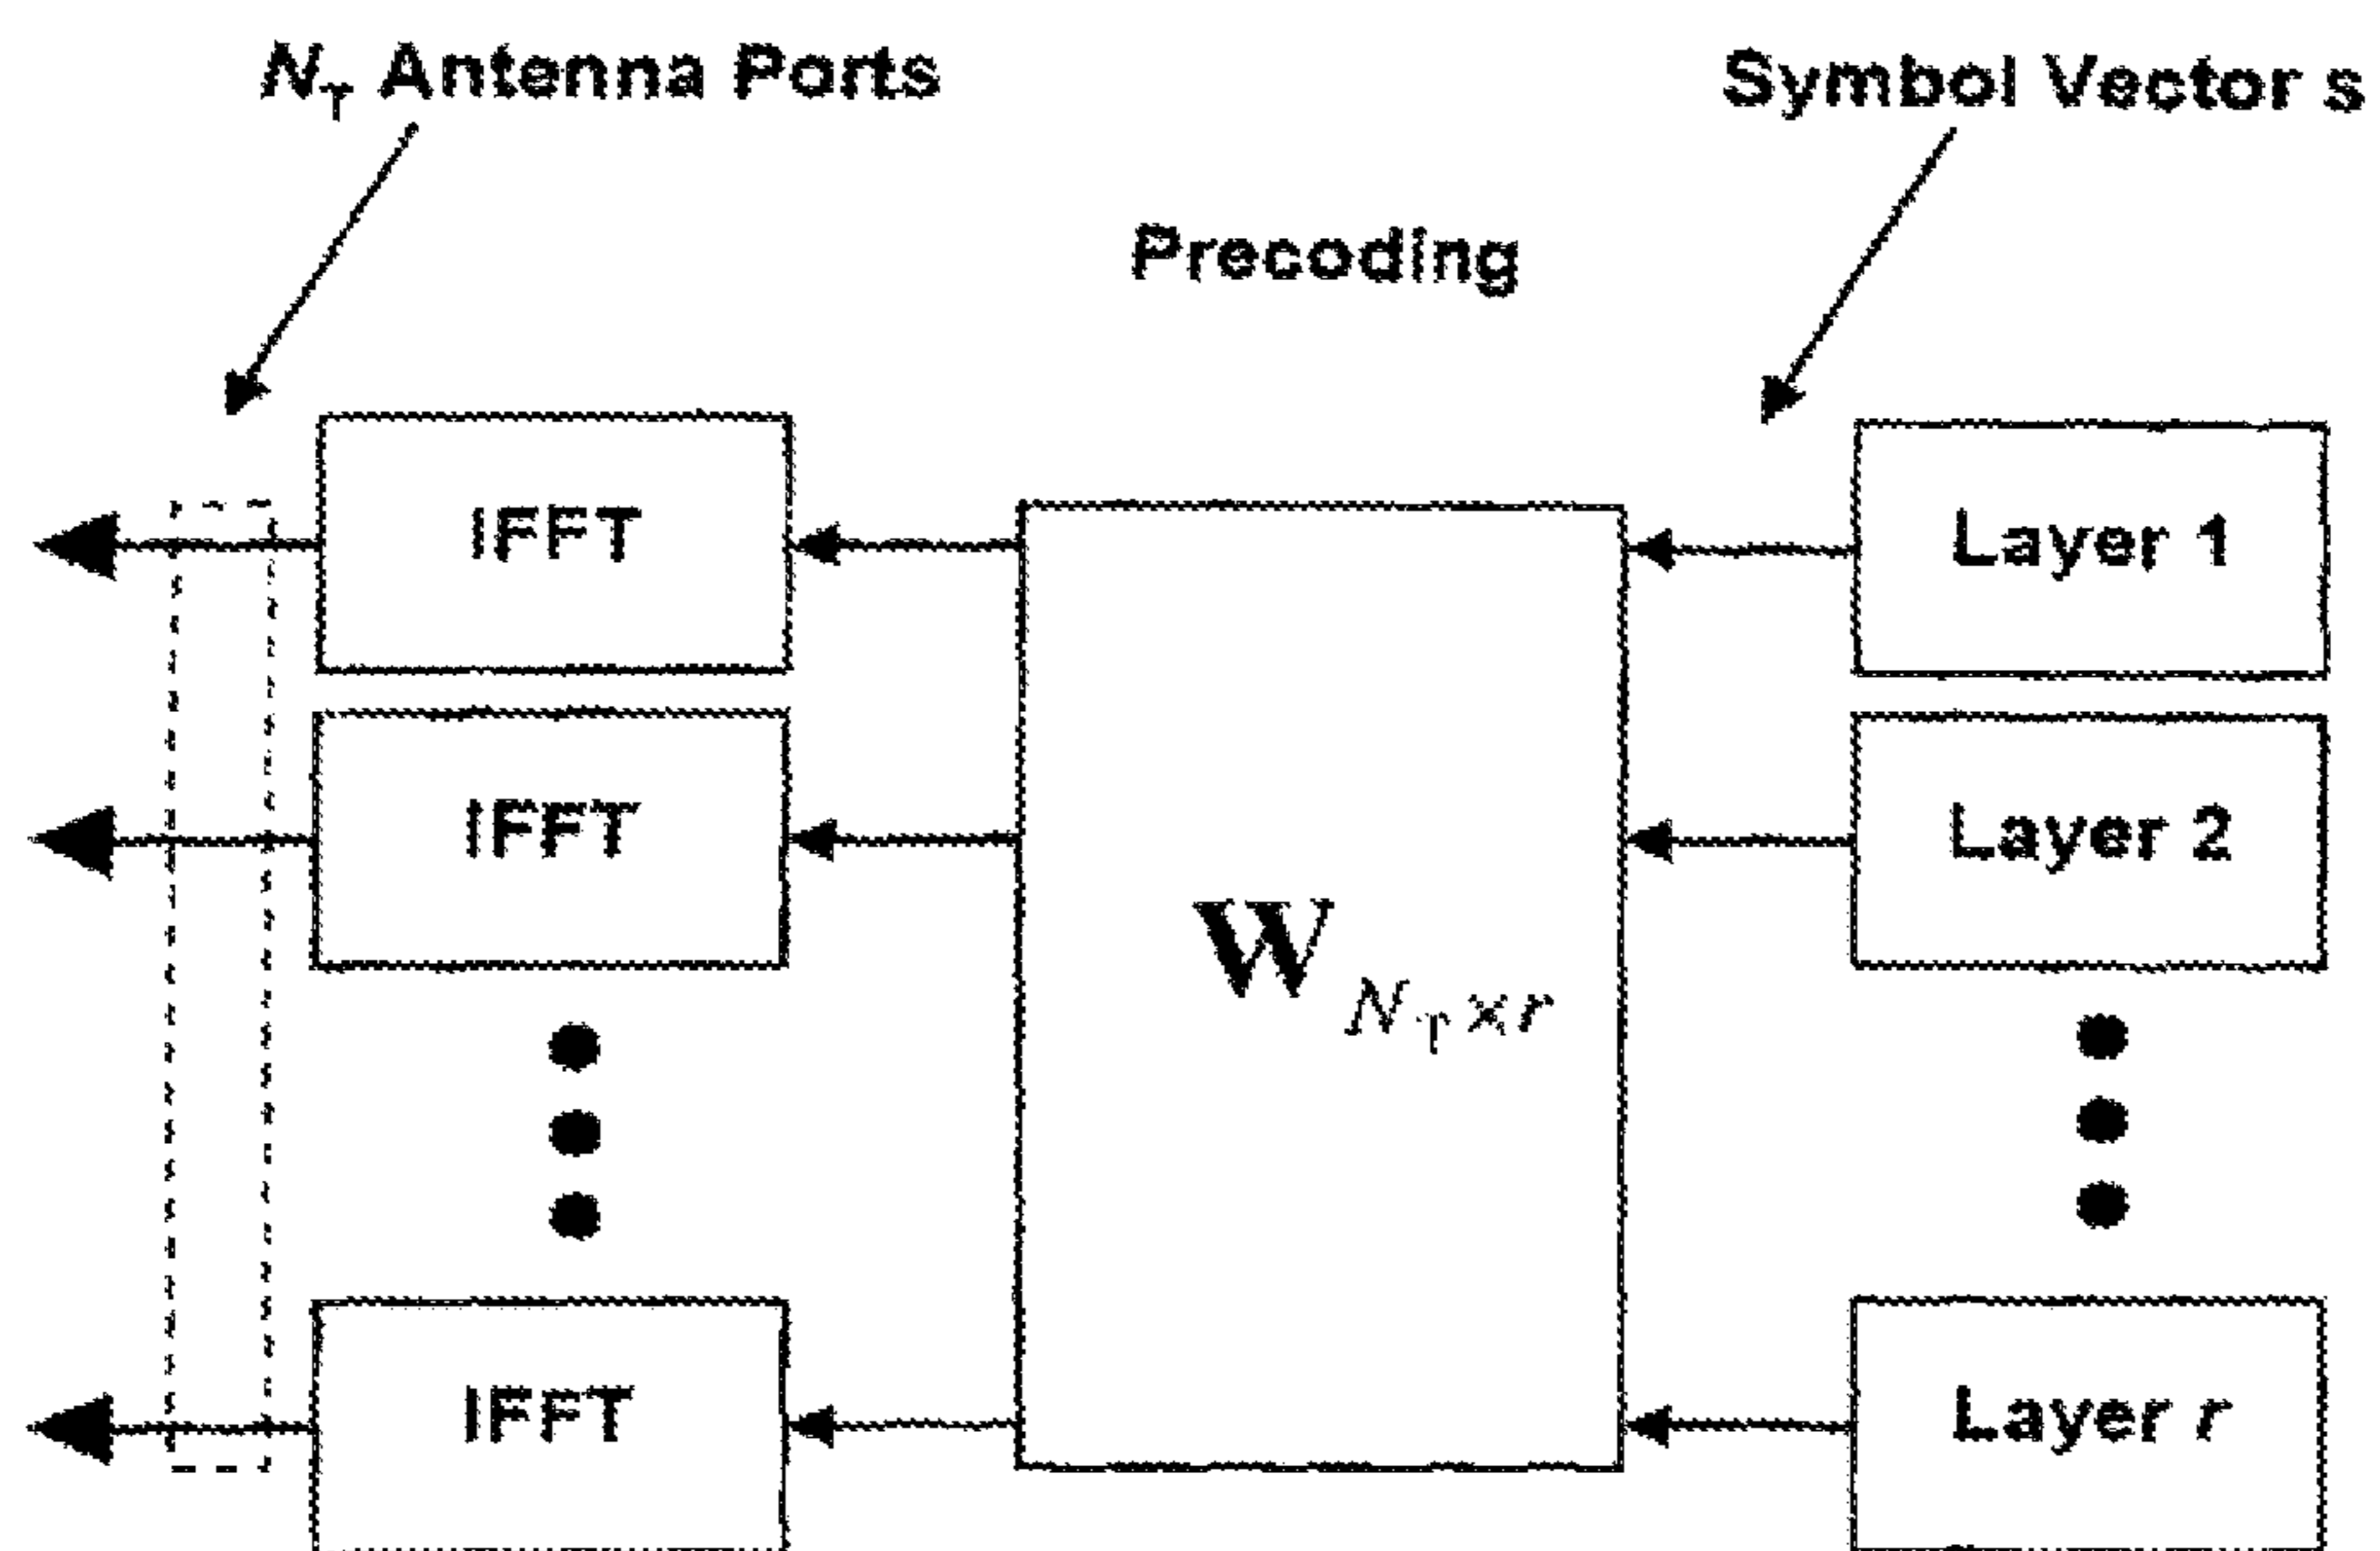 N_T Antenna Ports
Symbol Vector s
Precoding
IFFT
Layer 1
IFFT
Layer 2
W_{N_T×r}
IFFT
Layer r